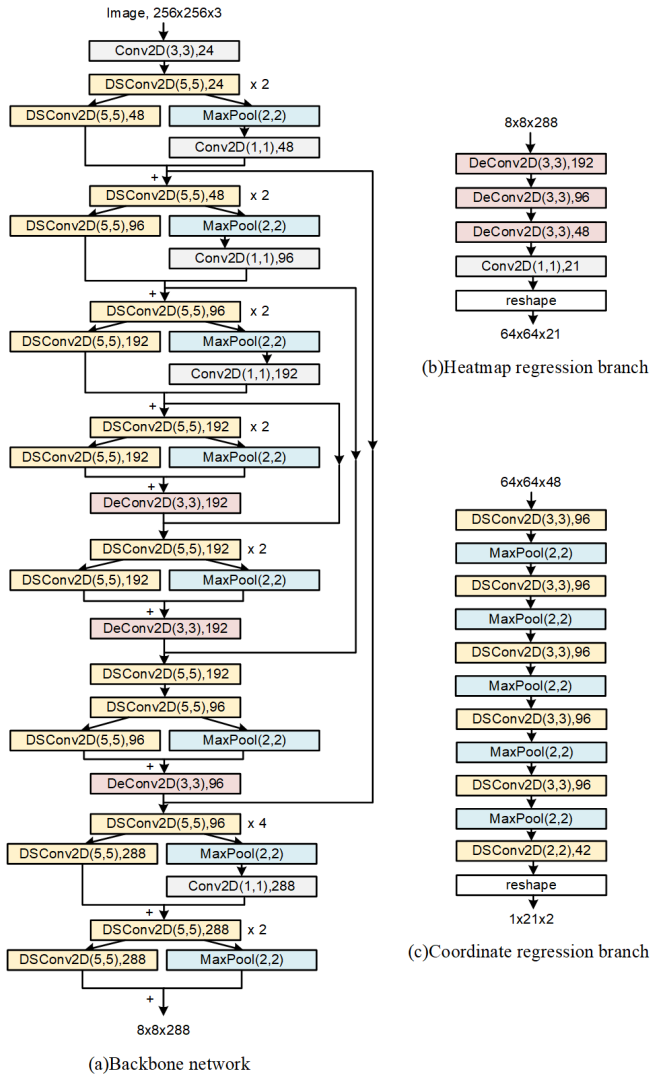 Image, 256x256x3
Conv2D(3,3),24
DSConv2D(5,5),24 x 2
DSConv2D(5,5),48 MaxPool(2,2)
Conv2D(1,1),48
+
DSConv2D(5,5),48 x 2
DSConv2D(5,5),96 MaxPool(2,2)
Conv2D(1,1),96
+
DSConv2D(5,5),96 x 2
DSConv2D(5,5),192 MaxPool(2,2)
Conv2D(1,1),192
+
DSConv2D(5,5),192 x 2
DSConv2D(5,5),192 MaxPool(2,2)
+
DeConv2D(3,3),192
DSConv2D(5,5),192 x 2
DSConv2D(5,5),192 MaxPool(2,2)
+
DeConv2D(3,3),192
DSConv2D(5,5),192
DSConv2D(5,5),96
DSConv2D(5,5),96 MaxPool(2,2)
+
DeConv2D(3,3),96
DSConv2D(5,5),96 x 4
DSConv2D(5,5),288 MaxPool(2,2)
Conv2D(1,1),288
+
DSConv2D(5,5),288 x 2
DSConv2D(5,5),288 MaxPool(2,2)
+
8x8x288
(a)Backbone network
8x8x288
DeConv2D(3,3),192
DeConv2D(3,3),96
DeConv2D(3,3),48
Conv2D(1,1),21
reshape
64x64x21
(b)Heatmap regression branch
64x64x48
DSConv2D(3,3),96
MaxPool(2,2)
DSConv2D(3,3),96
MaxPool(2,2)
DSConv2D(3,3),96
MaxPool(2,2)
DSConv2D(3,3),96
MaxPool(2,2)
DSConv2D(3,3),96
MaxPool(2,2)
DSConv2D(2,2),42
reshape
1x21x2
(c)Coordinate regression branch